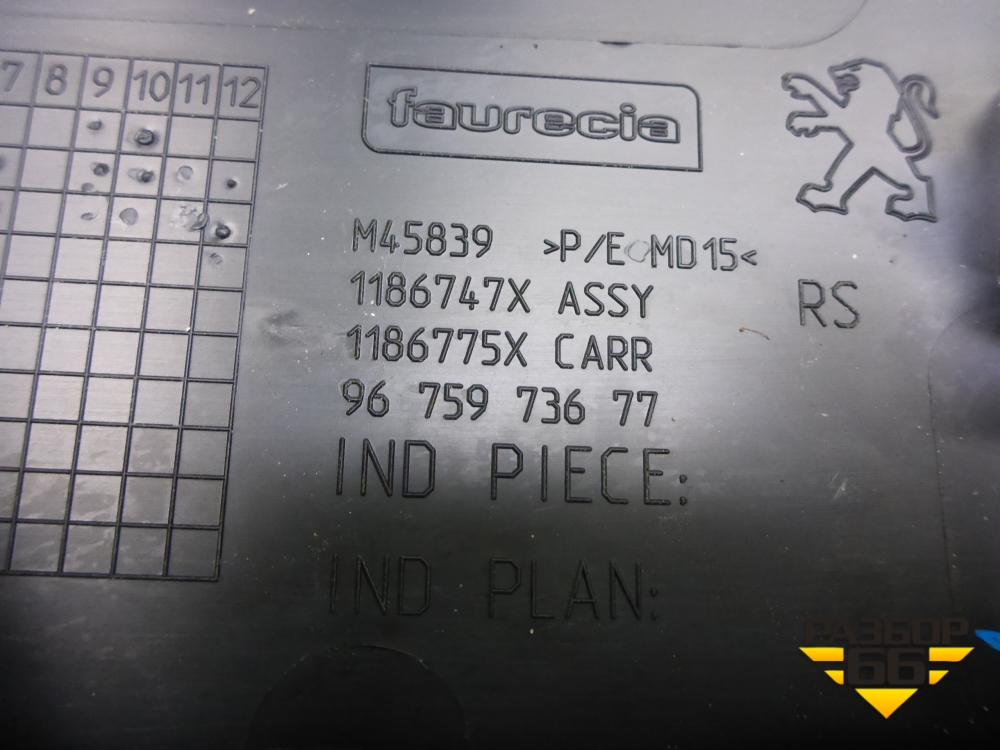 7 8 9 10 11 12
faurecia
M45839 >P/E MD15<
1186747X ASSY
RS
1186775X CARR
96 759 736 77
IND PIECE:
IND PLAN:
РАЗБОР
66